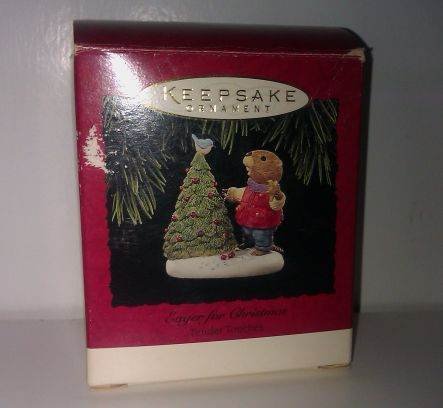 KEEPSAKE
ORNAMENT
Eager for Christmas
Tender Touches